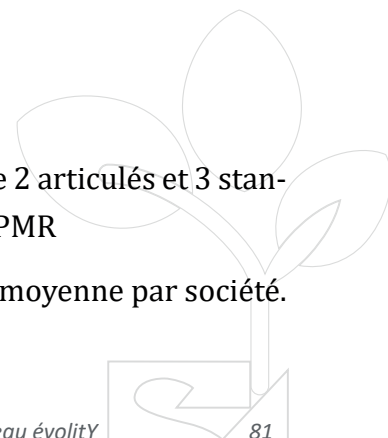 e 2 articulés et 3 stan-
PMR
moyenne par société.
eau évolitY 81